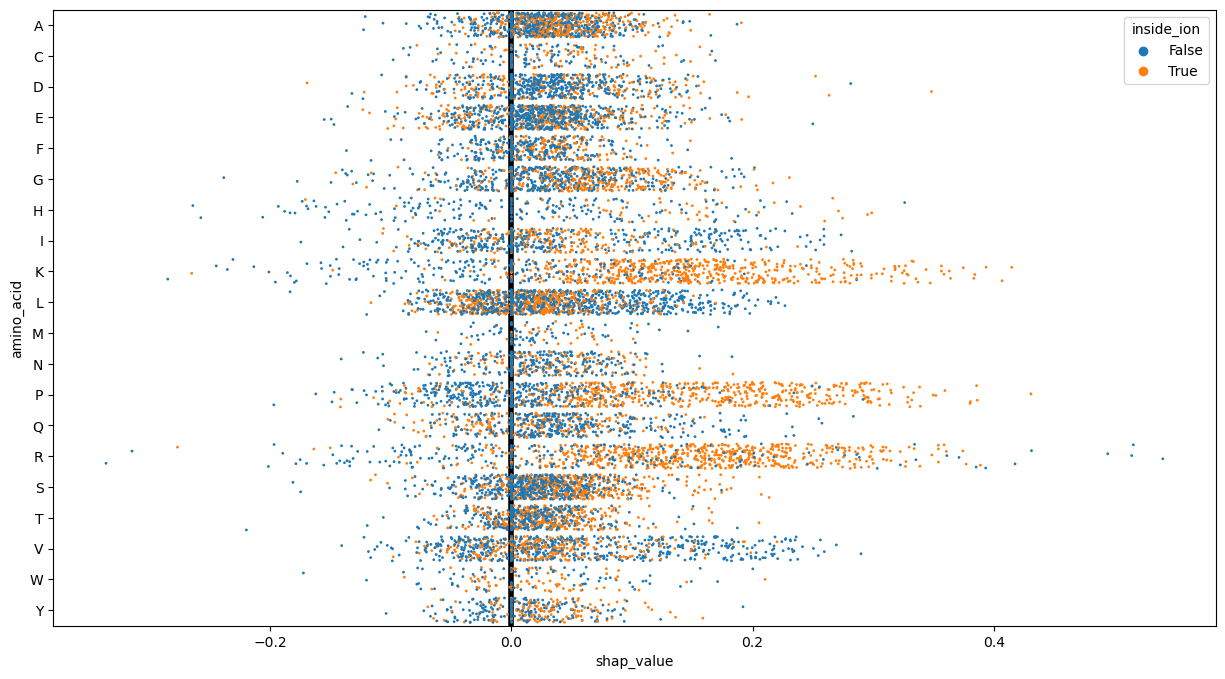 inside_ion
False
True
amino_acid
A
C
D
E
F
G
H
I
K
L
M
N
P
Q
R
S
T
V
W
Y
−0.2
0.0
0.2
0.4
shap_value